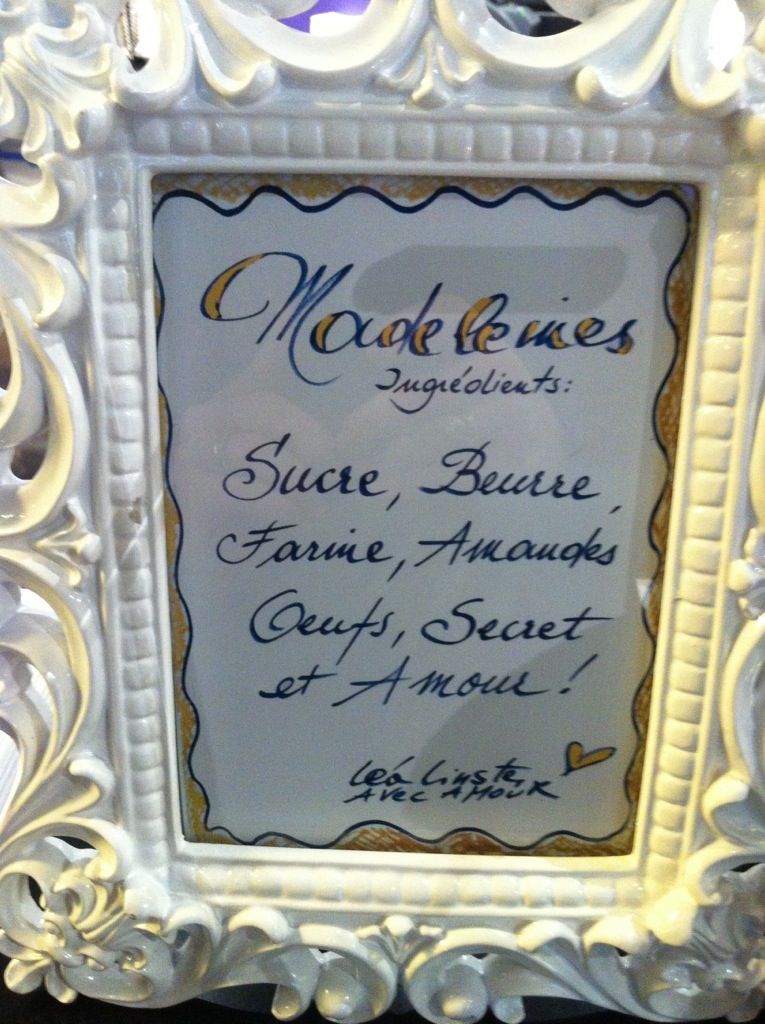 Madeleines
Ingrédients:
Sucre, Beurre,
Farine, Amandes
Oeufs, Secret
et Amour!
Léa Linster
AVEC AMOUR